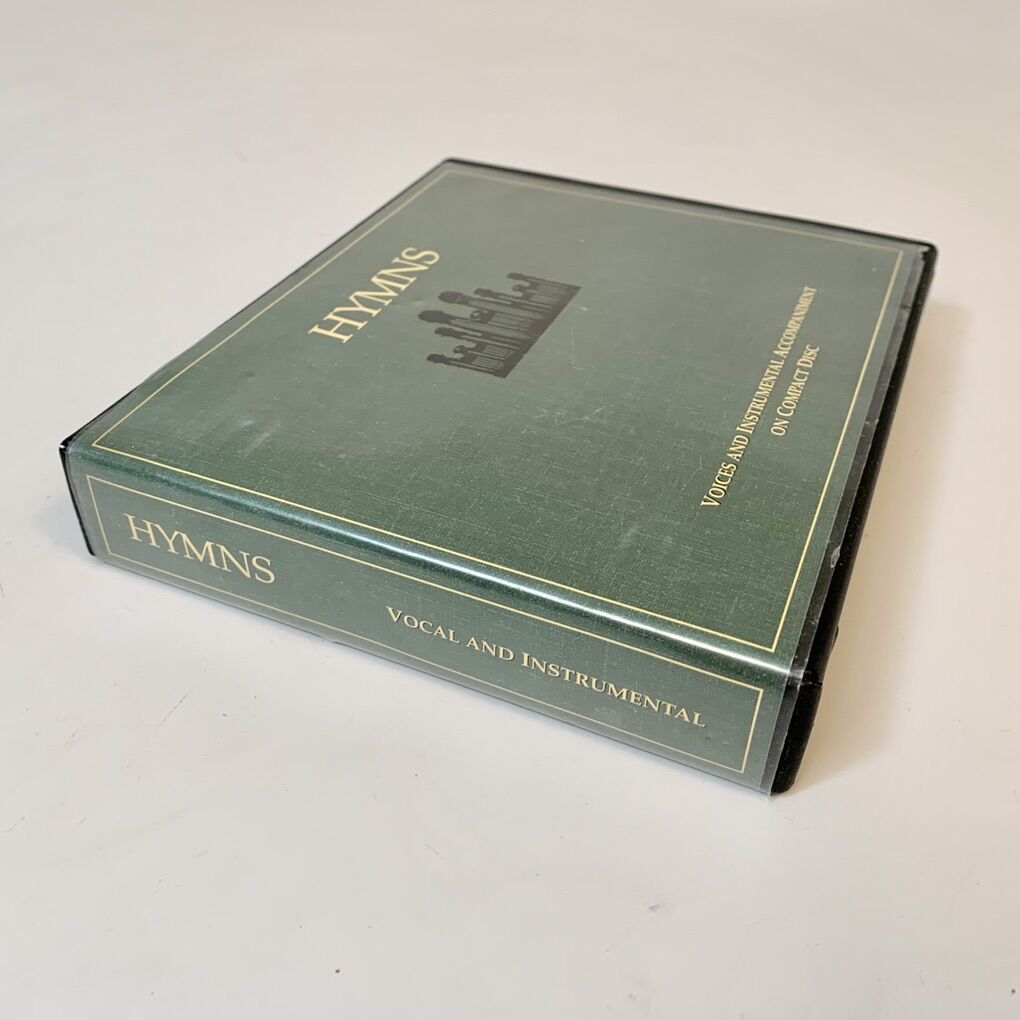 HYMNS
VOICES AND INSTRUMENTAL ACCOMPANIMENT
ON COMPACT DISC
HYMNS
VOCAL AND INSTRUMENTAL